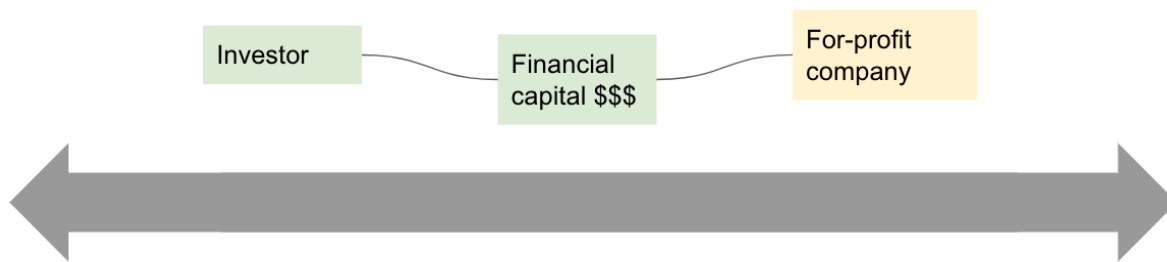 Investor
Financial
capital $$$
For-profit
company